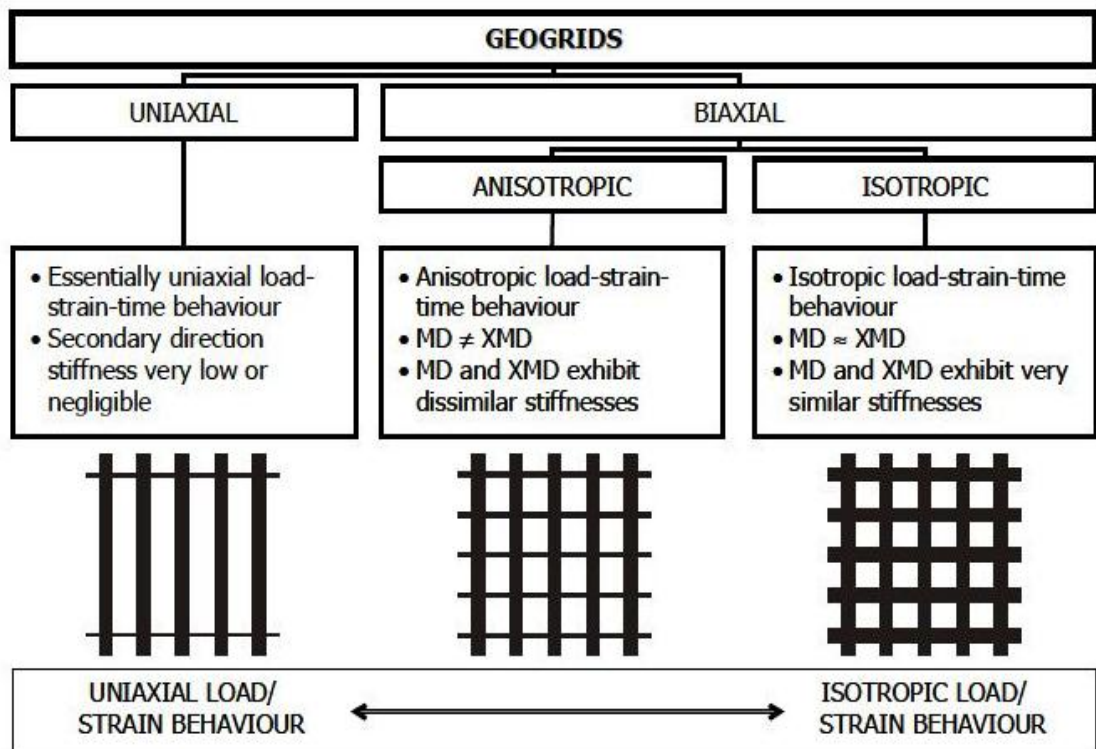 GEOGRIDS
UNIAXIAL
BIAXIAL
ANISOTROPIC
ISOTROPIC
• Essentially uniaxial load-
strain-time behaviour
• Secondary direction
stiffness very low or
negligible
• Anisotropic load-strain-
time behaviour
• MD ≠ XMD
• MD and XMD exhibit
dissimilar stiffnesses
• Isotropic load-strain-time
behaviour
• MD ≈ XMD
• MD and XMD exhibit very
similar stiffnesses
UNIAXIAL LOAD/
STRAIN BEHAVIOUR
ISOTROPIC LOAD/
STRAIN BEHAVIOUR